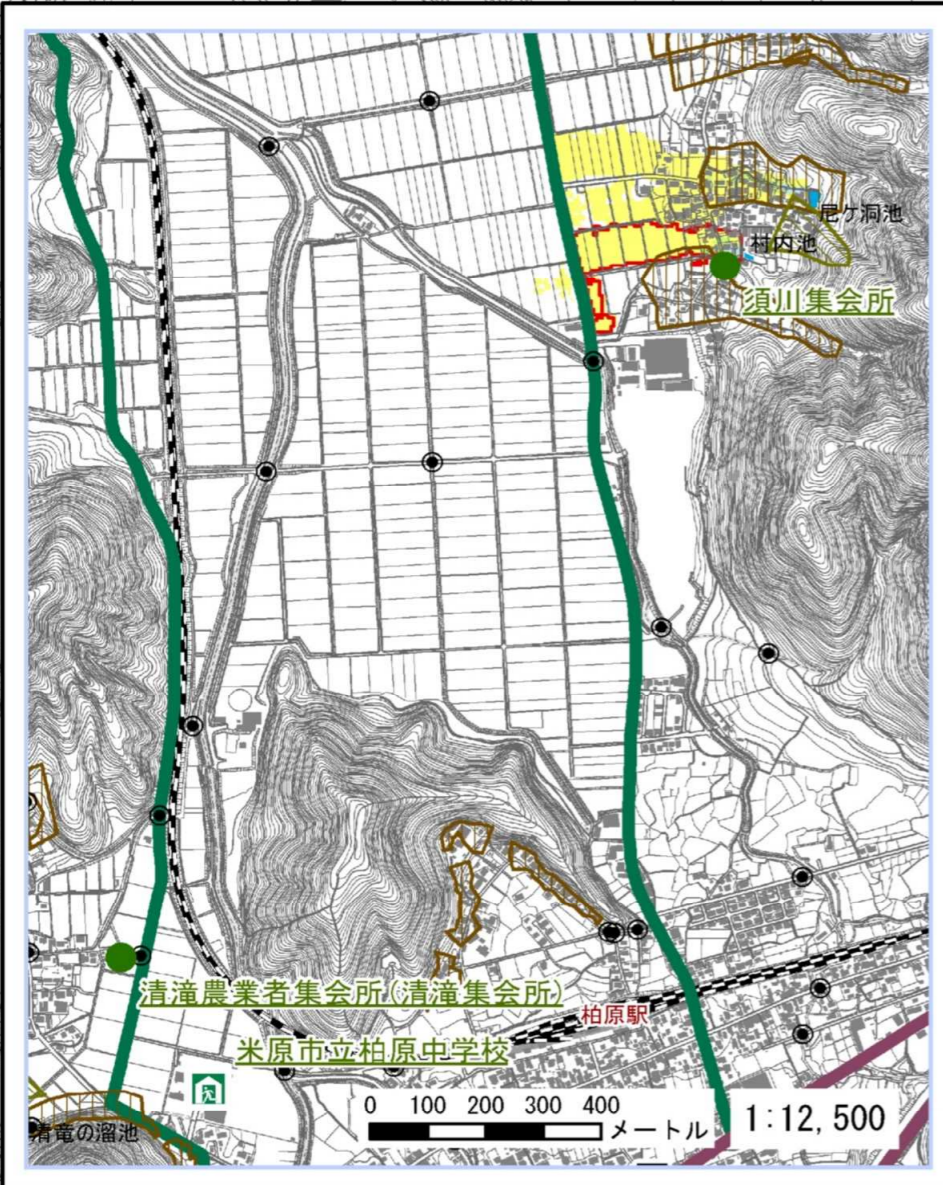 尼ケ洞池
村内池
須川集会所
清滝農業者集会所(清滝集会所)
柏原駅
米原市立柏原中学校
0 100 200 300 400
メートル
1:12,500
清竜の溜池